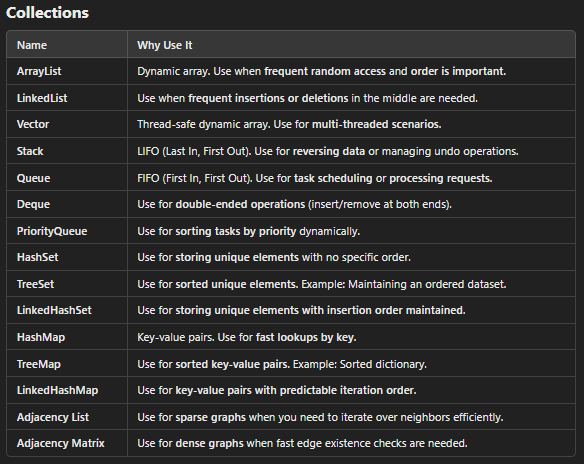 Collections
Name Why Use It
ArrayList Dynamic array. Use when frequent random access and order is important.
LinkedList Use when frequent insertions or deletions in the middle are needed.
Vector Thread-safe dynamic array. Use for multi-threaded scenarios.
Stack LIFO (Last In, First Out). Use for reversing data or managing undo operations.
Queue FIFO (First In, First Out). Use for task scheduling or processing requests.
Deque Use for double-ended operations (insert/remove at both ends).
PriorityQueue Use for sorting tasks by priority dynamically.
HashSet Use for storing unique elements with no specific order.
TreeSet Use for sorted unique elements. Example: Maintaining an ordered dataset.
LinkedHashSet Use for storing unique elements with insertion order maintained.
HashMap Key-value pairs. Use for fast lookups by key.
TreeMap Use for sorted key-value pairs. Example: Sorted dictionary.
LinkedHashMap Use for key-value pairs with predictable iteration order.
Adjacency List Use for sparse graphs when you need to iterate over neighbors efficiently.
Adjacency Matrix Use for dense graphs when fast edge existence checks are needed.